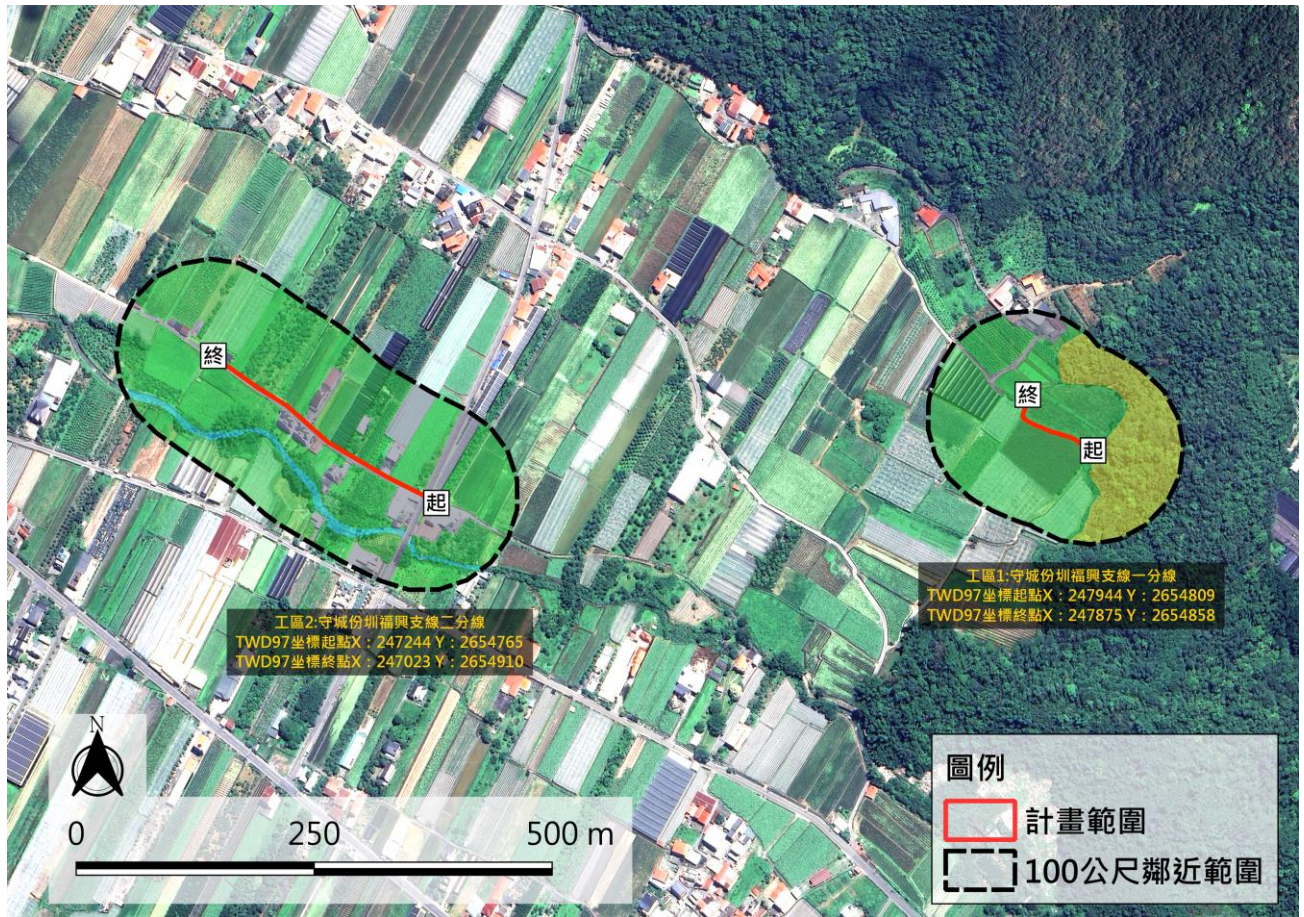 終
起
終
起
工區2:守城份圳福興支線二分線
TWD97坐標起點X：247244 Y：2654765
TWD97坐標終點X：247023 Y：2654910
工區1:守城份圳福興支線一分線
TWD97坐標起點X：247944 Y：2654809
TWD97坐標終點X：247875 Y：2654858
N
0 250 500 m
圖例
計畫範圍
100公尺鄰近範圍